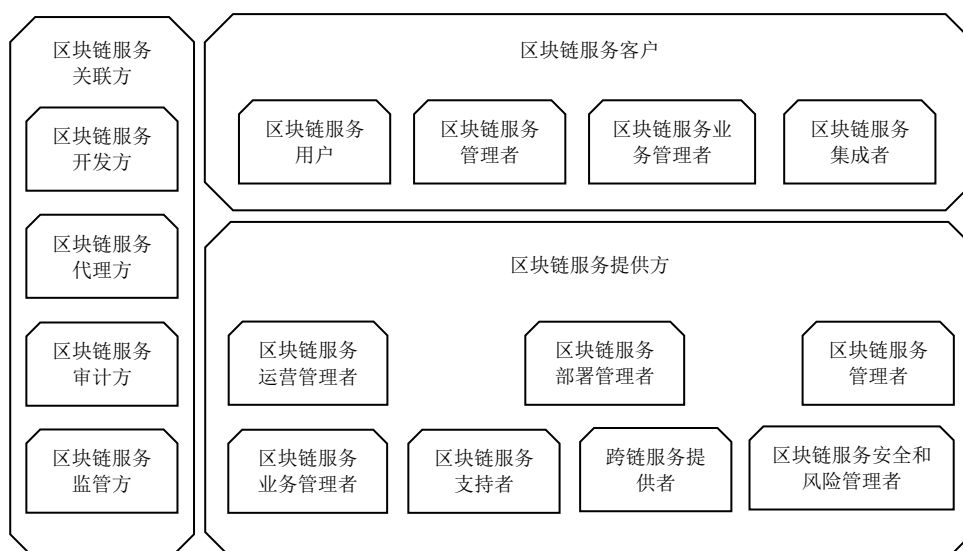 区块链服务
关联方
区块链服务
开发方
区块链服务
代理方
区块链服务
审计方
区块链服务
监管方
区块链服务客户
区块链服务
用户
区块链服务
管理者
区块链服务业
务管理者
区块链服务
集成者
区块链服务提供方
区块链服务
运营管理者
区块链服务
部署管理者
区块链服务
管理者
区块链服务
业务管理者
区块链服务
支持者
跨链服务提
供者
区块链服务安全和
风险管理者